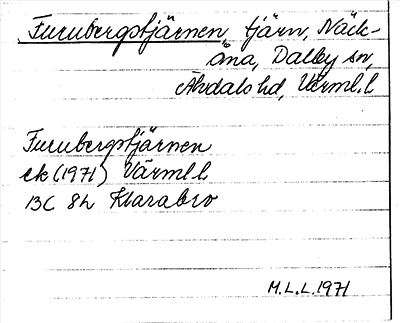 Furubergstjärnen, tjärn, Näck-
åna, Dalby sn,
Älvdals hd, Värml. l
Furubergstjärnen
ek (1971) Värml. l.
13C 8h Klarabro
M.L.L. 1971